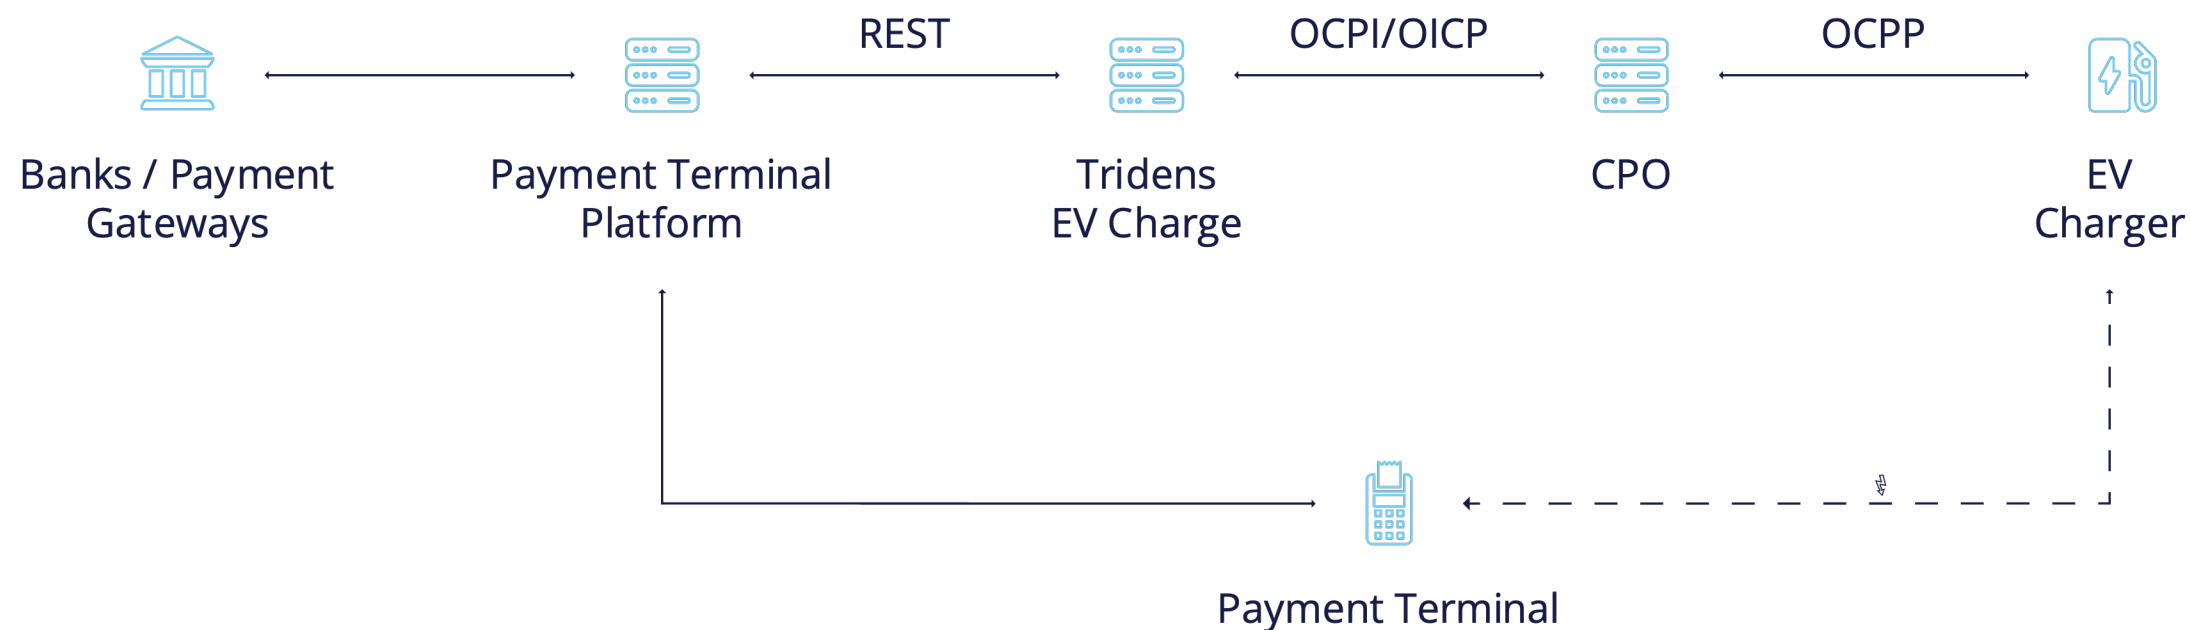 REST
OCPI/OICP
OCPP
Banks / Payment
Gateways
Payment Terminal
Platform
Tridens
EV Charge
CPO
EV
Charger
Payment Terminal